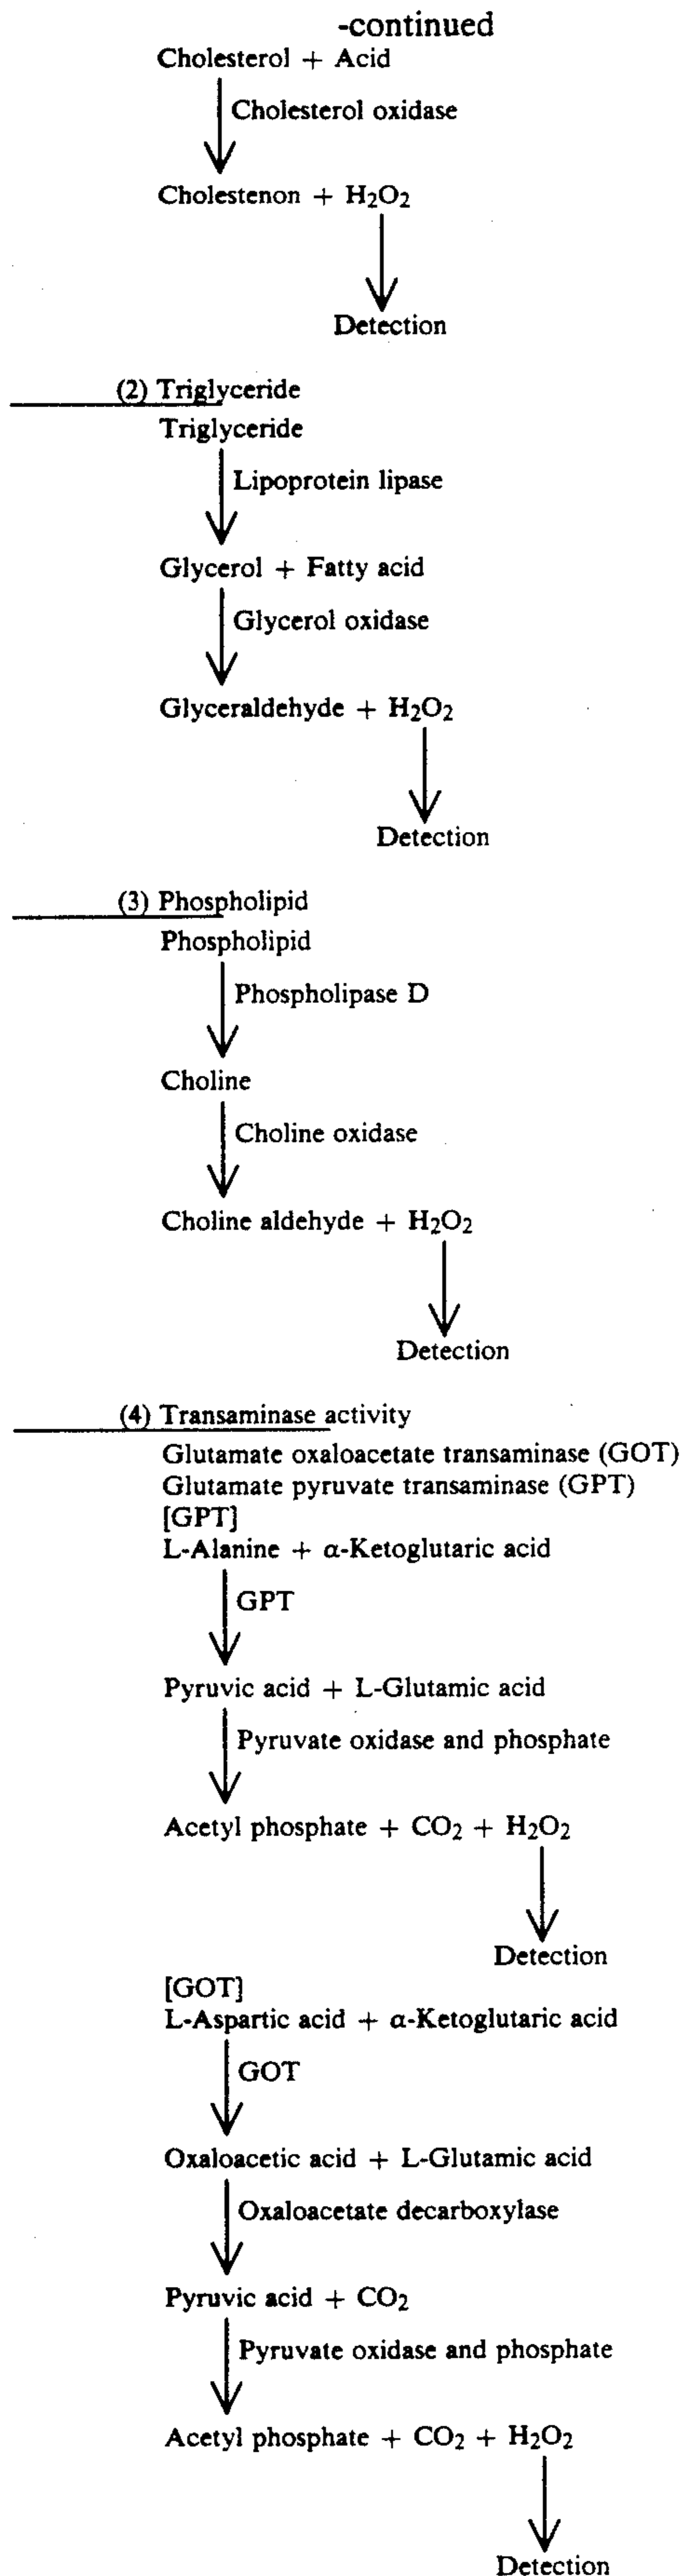 -continued
Cholesterol + Acid
Cholesterol oxidase
Cholestenon + H₂O₂
Detection
(2) Triglyceride
Triglyceride
Lipoprotein lipase
Glycerol + Fatty acid
Glycerol oxidase
Glyceraldehyde + H₂O₂
Detection
(3) Phospholipid
Phospholipid
Phospholipase D
Choline
Choline oxidase
Choline aldehyde + H₂O₂
Detection
(4) Transaminase activity
Glutamate oxaloacetate transaminase (GOT)
Glutamate pyruvate transaminase (GPT)
[GPT]
L-Alanine + α-Ketoglutaric acid
GPT
Pyruvic acid + L-Glutamic acid
Pyruvate oxidase and phosphate
Acetyl phosphate + CO₂ + H₂O₂
Detection
[GOT]
L-Aspartic acid + α-Ketoglutaric acid
GOT
Oxaloacetic acid + L-Glutamic acid
Oxaloacetate decarboxylase
Pyruvic acid + CO₂
Pyruvate oxidase and phosphate
Acetyl phosphate + CO₂ + H₂O₂
Detection